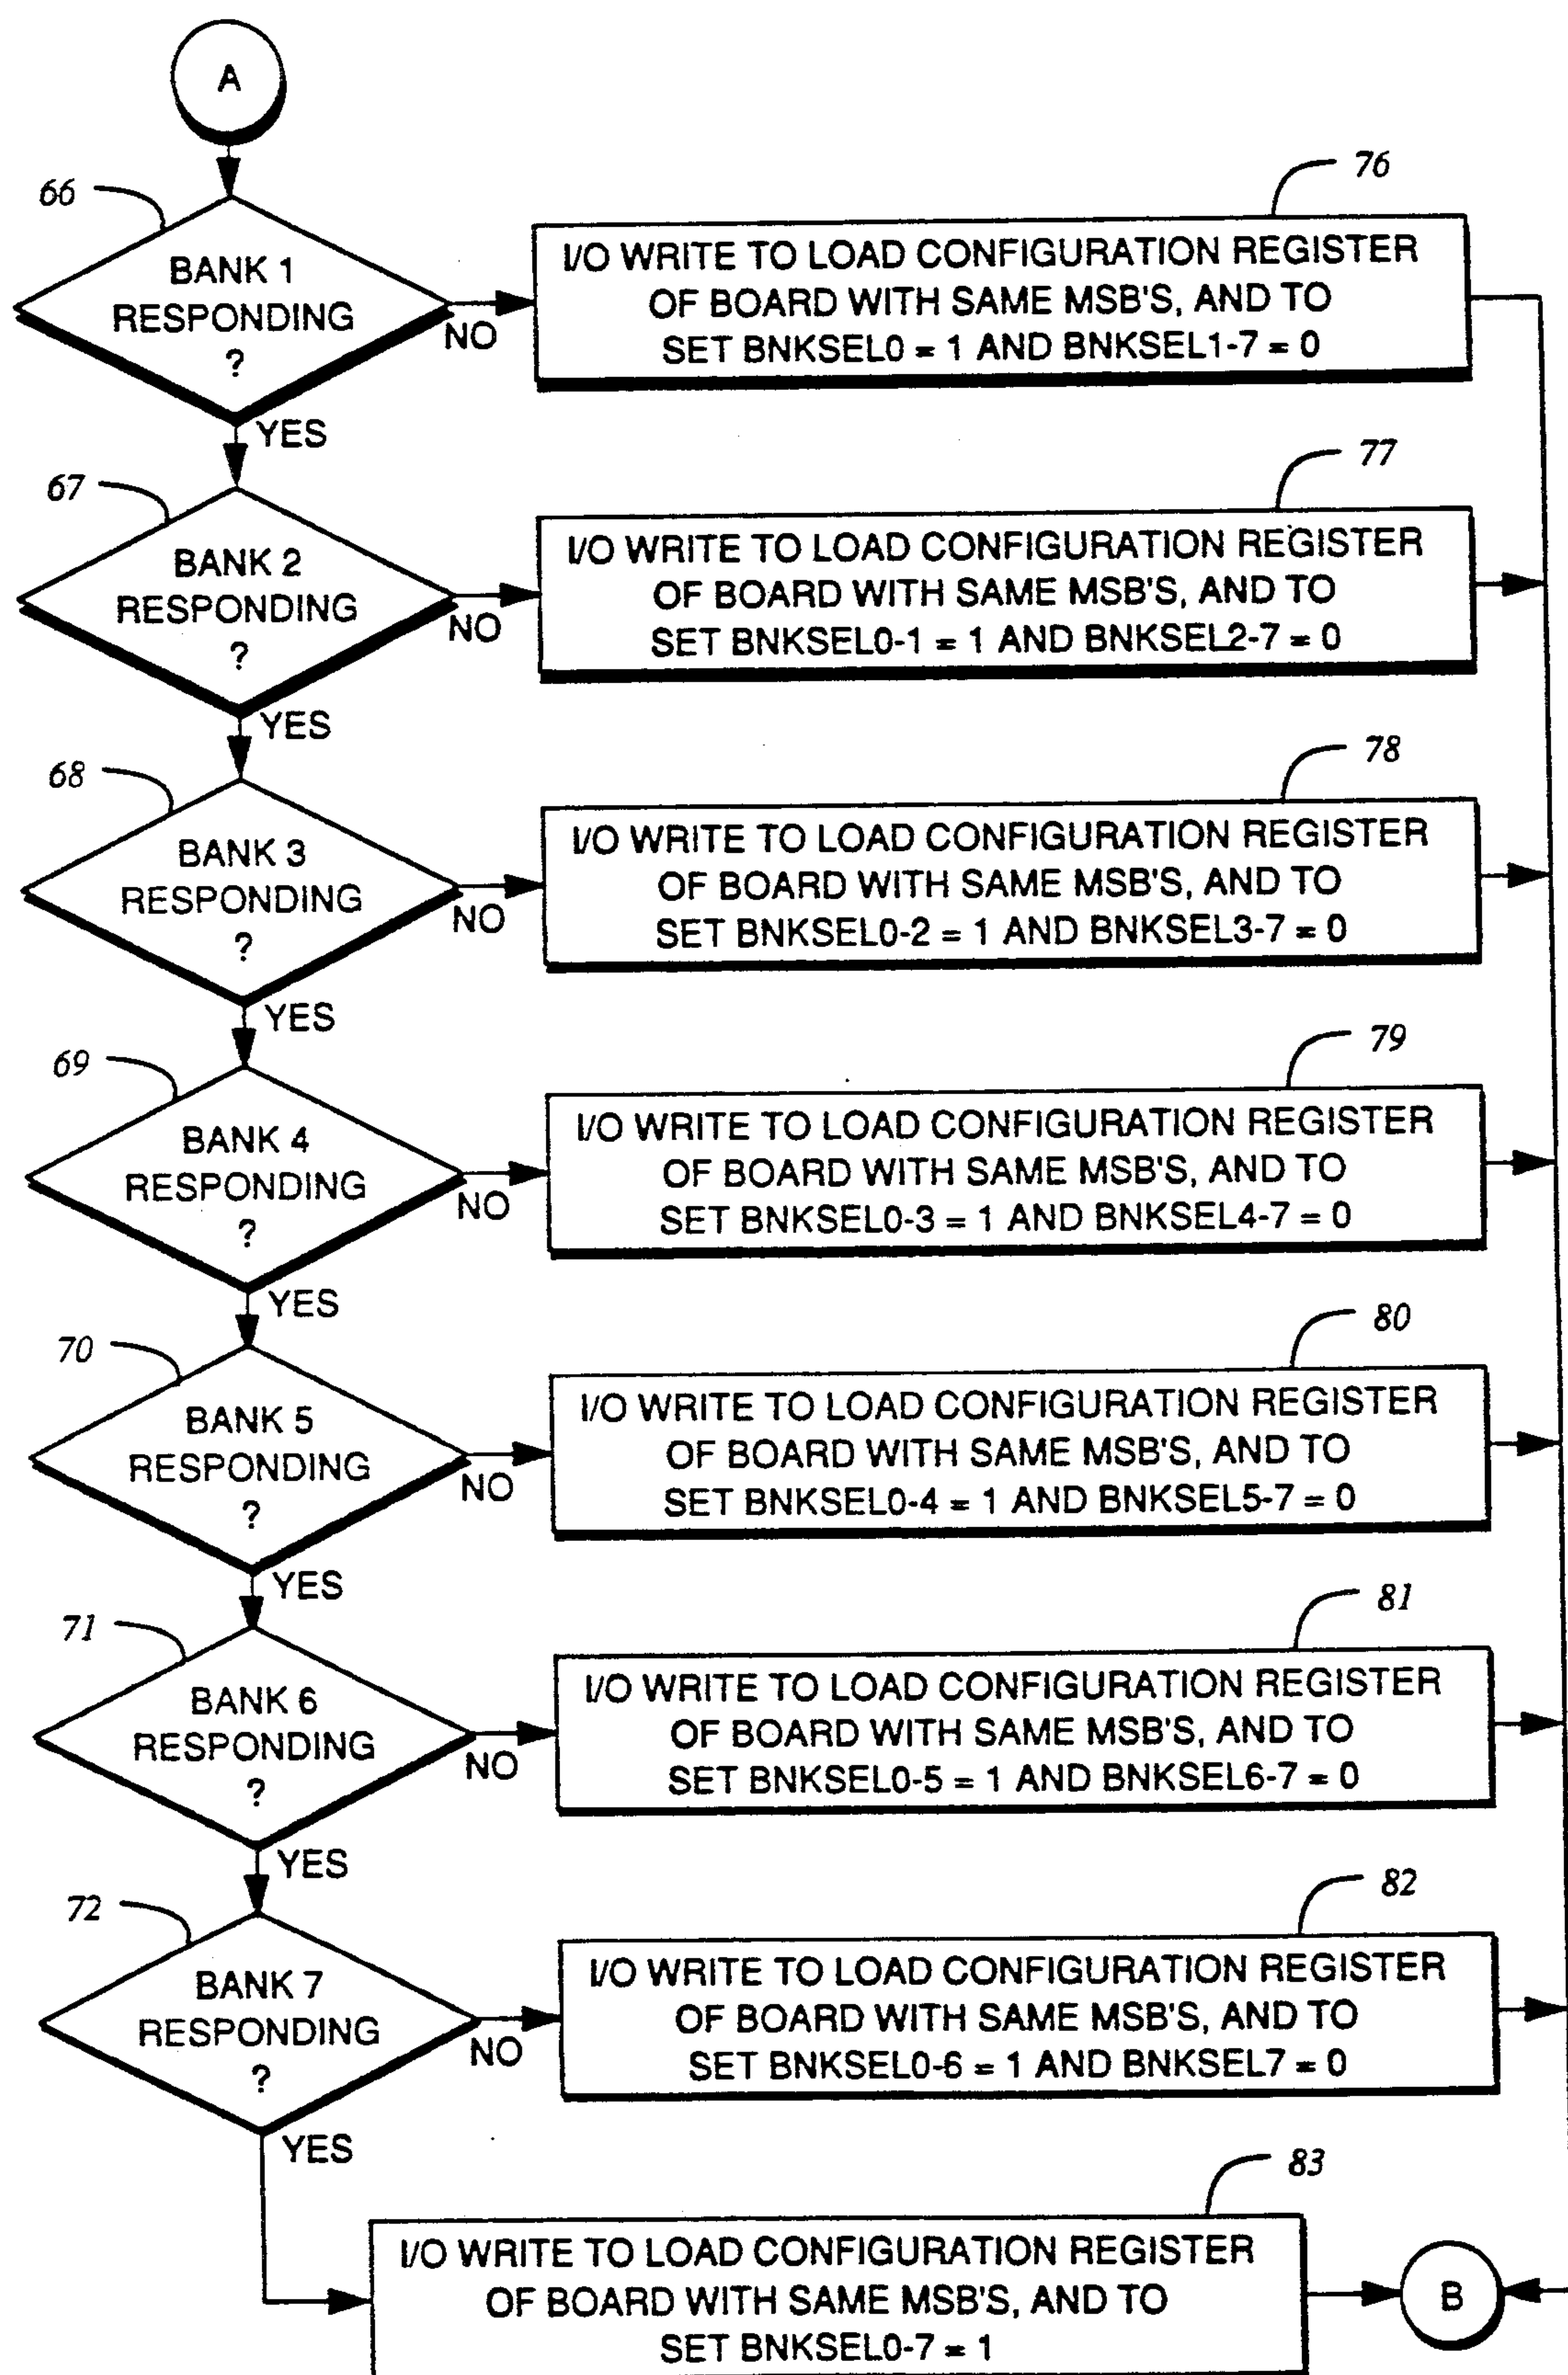 A
66
BANK 1
RESPONDING
?
NO
YES
76
I/O WRITE TO LOAD CONFIGURATION REGISTER
OF BOARD WITH SAME MSB'S, AND TO
SET BNKSEL0 = 1 AND BNKSEL1-7 = 0
67
BANK 2
RESPONDING
?
NO
YES
77
I/O WRITE TO LOAD CONFIGURATION REGISTER
OF BOARD WITH SAME MSB'S, AND TO
SET BNKSEL0-1 = 1 AND BNKSEL2-7 = 0
68
BANK 3
RESPONDING
?
NO
YES
78
I/O WRITE TO LOAD CONFIGURATION REGISTER
OF BOARD WITH SAME MSB'S, AND TO
SET BNKSEL0-2 = 1 AND BNKSEL3-7 = 0
69
BANK 4
RESPONDING
?
NO
YES
79
I/O WRITE TO LOAD CONFIGURATION REGISTER
OF BOARD WITH SAME MSB'S, AND TO
SET BNKSEL0-3 = 1 AND BNKSEL4-7 = 0
70
BANK 5
RESPONDING
?
NO
YES
80
I/O WRITE TO LOAD CONFIGURATION REGISTER
OF BOARD WITH SAME MSB'S, AND TO
SET BNKSEL0-4 = 1 AND BNKSEL5-7 = 0
71
BANK 6
RESPONDING
?
NO
YES
81
I/O WRITE TO LOAD CONFIGURATION REGISTER
OF BOARD WITH SAME MSB'S, AND TO
SET BNKSEL0-5 = 1 AND BNKSEL6-7 = 0
72
BANK 7
RESPONDING
?
NO
YES
82
I/O WRITE TO LOAD CONFIGURATION REGISTER
OF BOARD WITH SAME MSB'S, AND TO
SET BNKSEL0-6 = 1 AND BNKSEL7 = 0
83
I/O WRITE TO LOAD CONFIGURATION REGISTER
OF BOARD WITH SAME MSB'S, AND TO
SET BNKSEL0-7 = 1
B